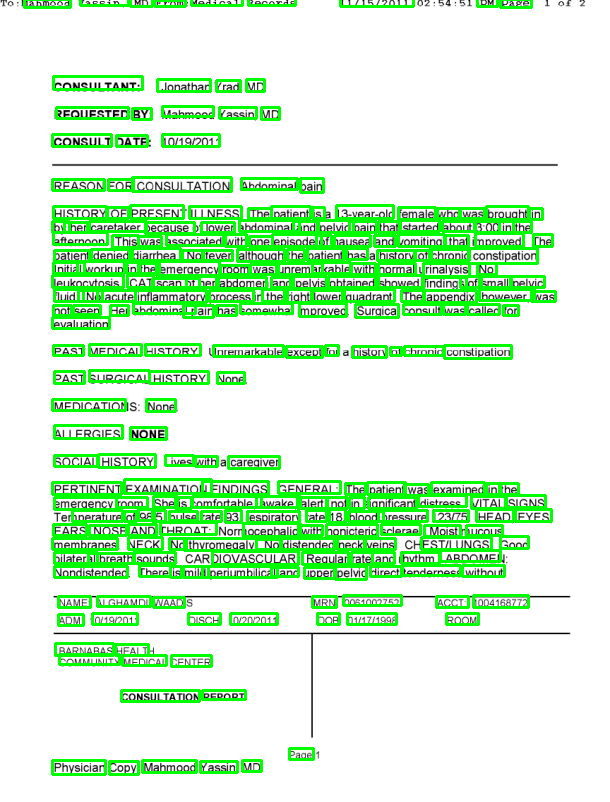 To: Mahmood Yassin MD From: Medical Records 11/15/2011 02:54:51 PM Page 1 of 2
CONSULTANT: Jonathan Yrad MD
REQUESTED BY: Mahmood Yassin MD
CONSULT DATE: 10/19/2011
REASON FOR CONSULTATION Abdominal pain
HISTORY OF PRESENT ILLNESS The patient is a 13-year-old female who was brought in
by her caretaker because of lower abdominal and pelvic pain that started about 3:00 in the
afternoon This was associated with one episode of nausea and vomiting that improved The
patient denied diarrhea No fever although the patient has a history of chronic constipation
Initial workup in the emergency room was unremarkable with normal urinalysis No
leukocytosis CAT scan of her abdomen and pelvis obtained showed findings of small pelvic
fluid No acute inflammatory process in the right lower quadrant The appendix however, was
not seen Her abdominal pain has somewhat improved Surgical consult was called for
evaluation
PAST MEDICAL HISTORY Unremarkable except for a history of chronic constipation
PAST SURGICAL HISTORY None
MEDICATIONS: None
ALLERGIES NONE
SOCIAL HISTORY Lives with a caregiver
PERTINENT EXAMINATION FINDINGS GENERAL: The patient was examined in the
emergency room She is comfortable awake alert not in significant distress VITAL SIGNS
Temperature of 98 5 pulse rate 93 respiratory rate 18 blood pressure 123/75 HEAD EYES
EARS NOSE AND THROAT: Normocephalic with nonicteric sclerae Moist mucous
membranes NECK No thyromegaly No distended neck veins CHEST/LUNGS Good
bilateral breath sounds CARDIOVASCULAR Regular rate and rhythm ABDOMEN:
Nondistended There is mild periumbilical and upper pelvic direct tenderness without
NAME ALGHAMDI WAAD S MRN 0061002752 ACCT 1004168772
ADM 10/19/2011 DISCH 10/20/2011 DOB 01/17/1998 ROOM
BARNABAS HEALTH
COMMUNITY MEDICAL CENTER
CONSULTATION REPORT
Page 1
Physician Copy Mahmood Yassin MD